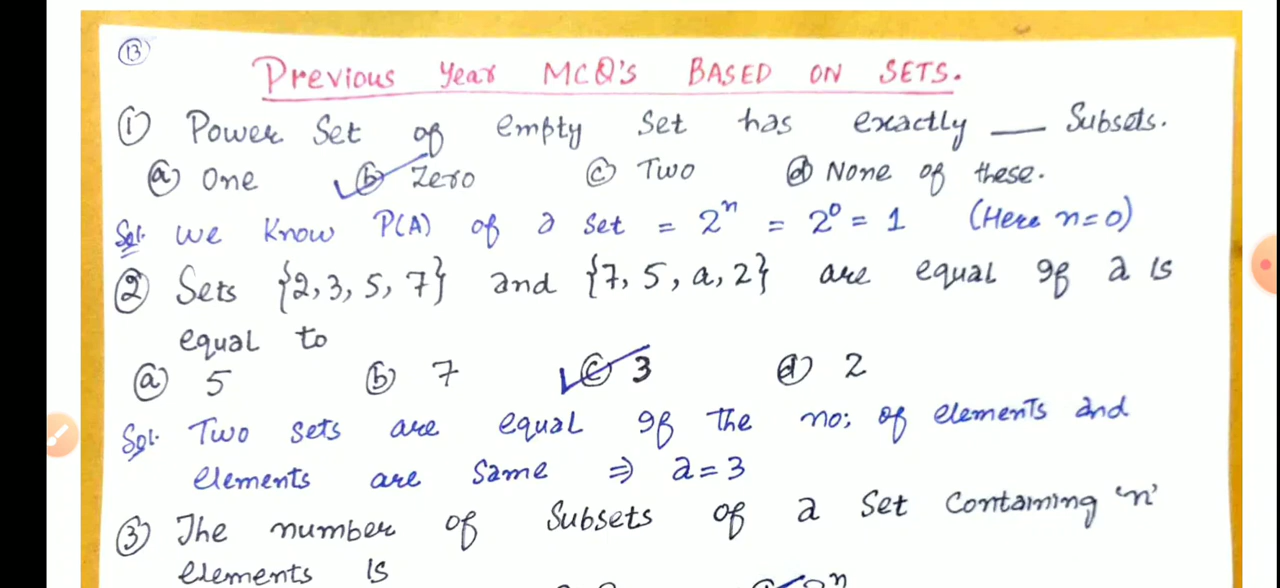 13
Previous Year MCQ's BASED ON SETS.
① Power Set of empty Set has exactly __ Subsets.
ⓐ One ⓑ Zero ⓒ Two ⓓ None of these.
Sol. We Know P(A) of a set = 2ⁿ = 2⁰ = 1 (Here n=0)
② Sets {2, 3, 5, 7} and {7, 5, a, 2} are equal If a is
equal to
ⓐ 5 ⓑ 7 ⓒ 3 ⓓ 2
Sol. Two sets are equal If the no; of elements and
elements are same ⇒ a = 3
③ The number of Subsets of a Set Containing 'n'
elements is